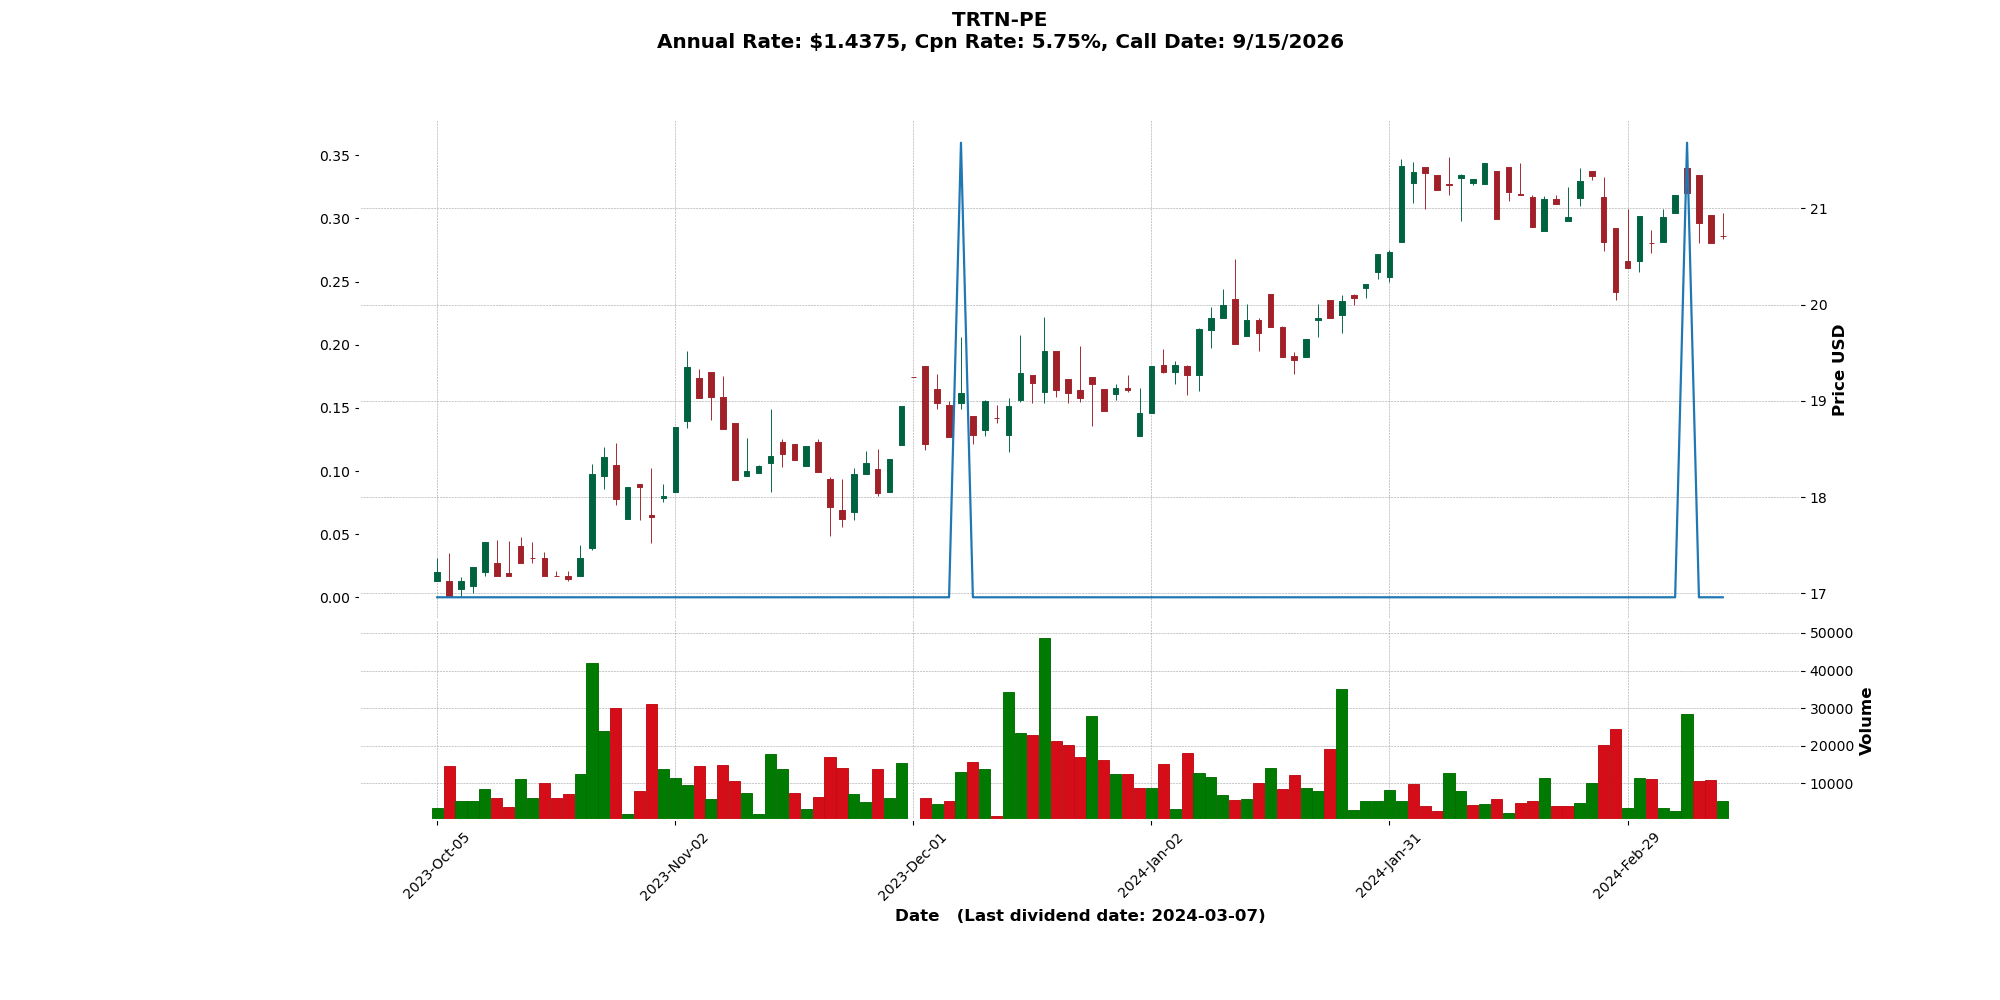 TRTN-PE
Annual Rate: $1.4375, Cpn Rate: 5.75%, Call Date: 9/15/2026
0.35
0.30
0.25
0.20
0.15
0.10
0.05
0.00
21
20
19
18
17
Price USD
50000
40000
30000
20000
10000
Volume
2023-Oct-05
2023-Nov-02
2023-Dec-01
2024-Jan-02
2024-Jan-31
2024-Feb-29
Date   (Last dividend date: 2024-03-07)